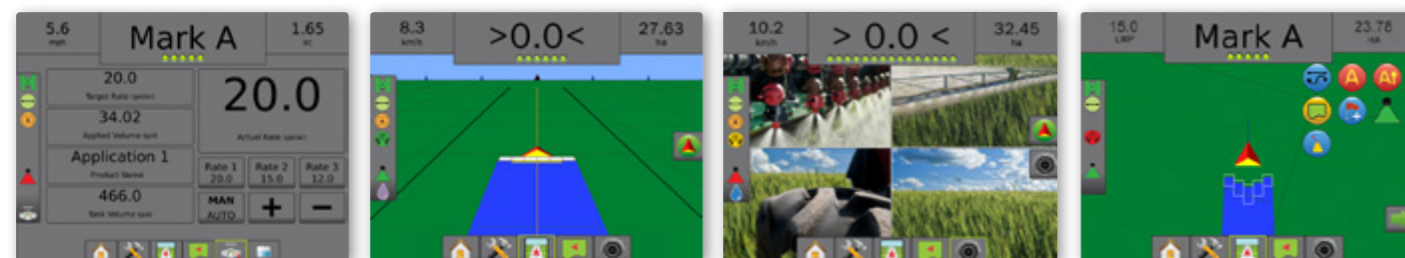 5.6
mph
Mark A
1.65
ac
20.0
Target Rate
34.02
Applied Volume
Application 1
Product Name
466.0
Tank Volume
20.0
Actual Rate
Rate 1
20.0
Rate 2
15.0
Rate 3
12.0
MAN
AUTO
+
−
8.3
km/h
>0.0<
27.63
ha
10.2
km/h
> 0.0 <
32.45
ha
15.0
Mark A
23.78
HA
A
A